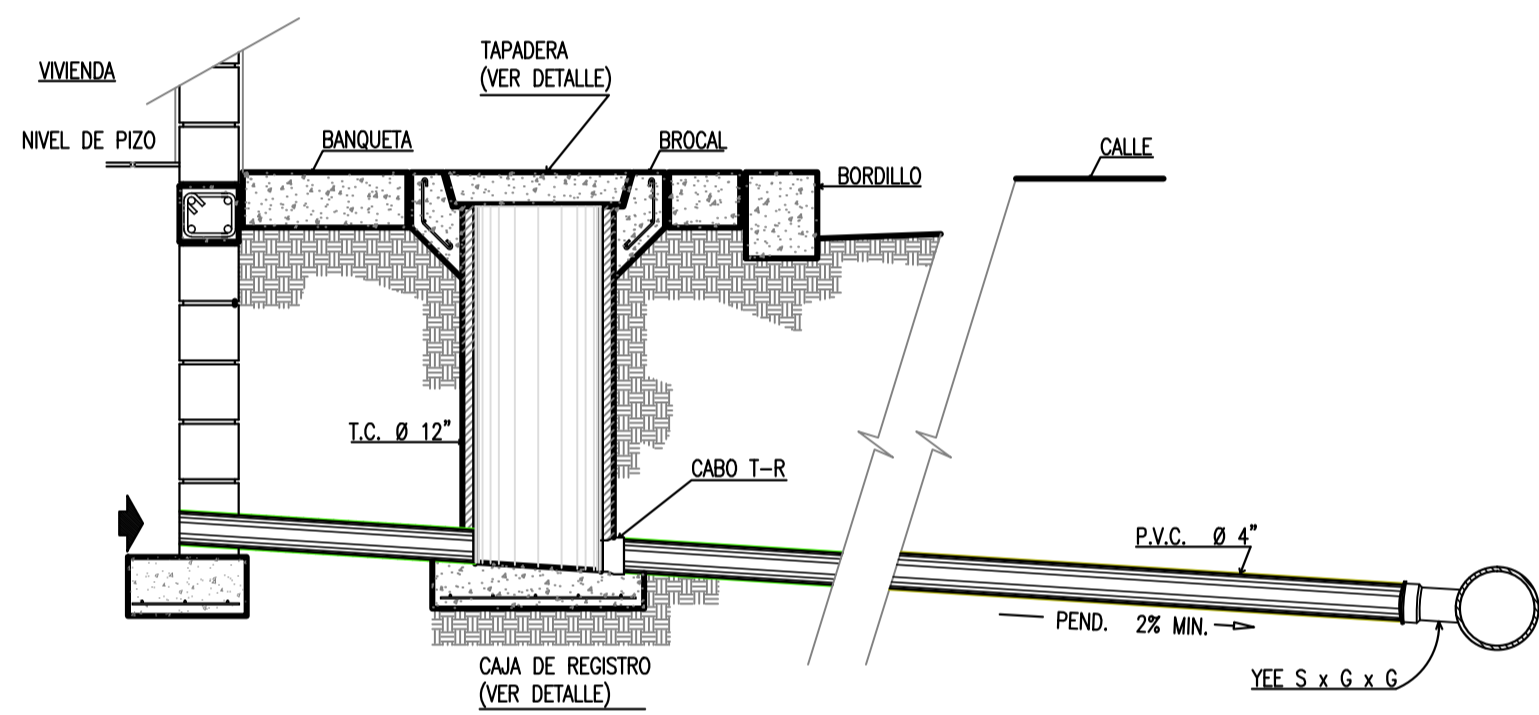 TAPADERA
(VER DETALLE)
VIVIENDA
NIVEL DE PIZO
BANQUETA
BROCAL
CALLE
BORDILLO
T.C. Ø 12”
CABO T-R
P.V.C. Ø 4”
PEND. 2% MIN.
CAJA DE REGISTRO
(VER DETALLE)
YEE S x G x G